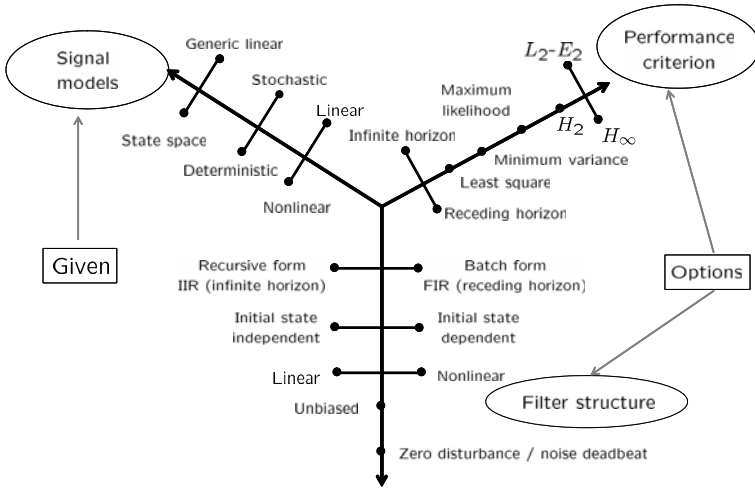 Signal
models
Generic linear
Stochastic
Linear
State space
Deterministic
Nonlinear
Given
L₂-E₂
Performance
criterion
Maximum
likelihood
Infinite horizon
H₂
H∞
Minimum variance
Least square
Receding horizon
Recursive form
IIR (infinite horizon)
Batch form
FIR (receding horizon)
Options
Initial state
independent
Initial state
dependent
Linear
Nonlinear
Unbiased
Filter structure
Zero disturbance / noise deadbeat